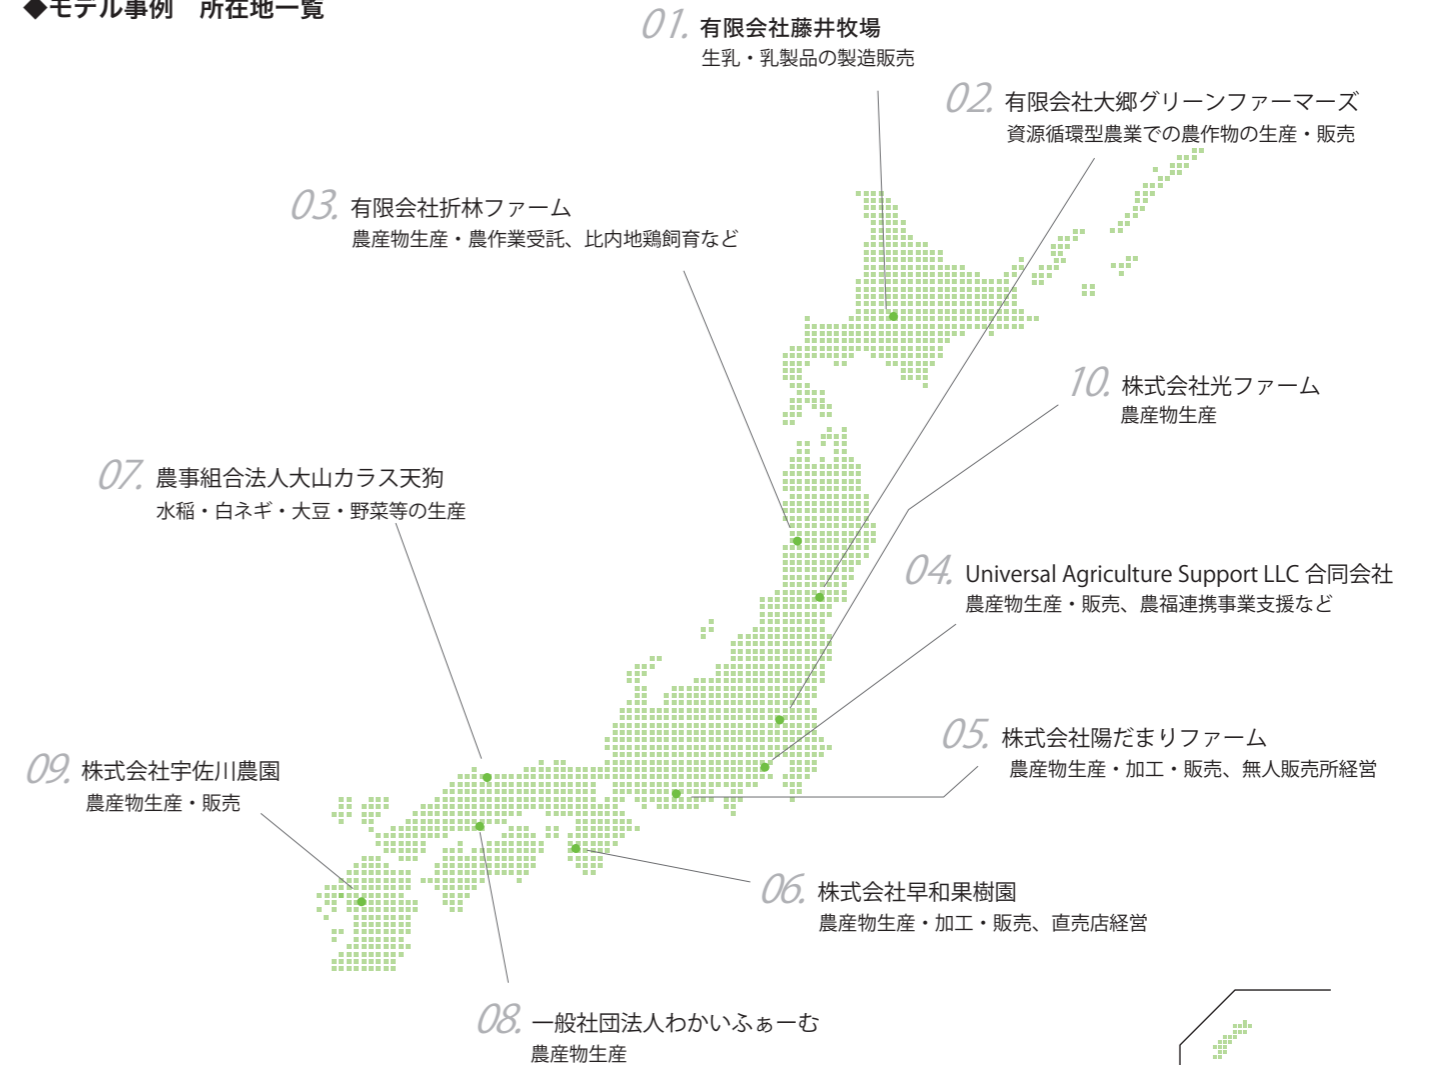 ◆モデル事例　所在地一覧
01. 有限会社藤井牧場
生乳・乳製品の製造販売
02. 有限会社大郷グリーンファーマーズ
資源循環型農業での農作物の生産・販売
03. 有限会社折林ファーム
農産物生産・農作業受託、比内地鶏飼育など
10. 株式会社光ファーム
農産物生産
07. 農事組合法人大山カラス天狗
水稲・白ネギ・大豆・野菜等の生産
04. Universal Agriculture Support LLC 合同会社
農産物生産・販売、農福連携事業支援など
05. 株式会社陽だまりファーム
農産物生産・加工・販売、無人販売所経営
09. 株式会社宇佐川農園
農産物生産・販売
06. 株式会社早和果樹園
農産物生産・加工・販売、直売店経営
08. 一般社団法人わかいふぁーむ
農産物生産